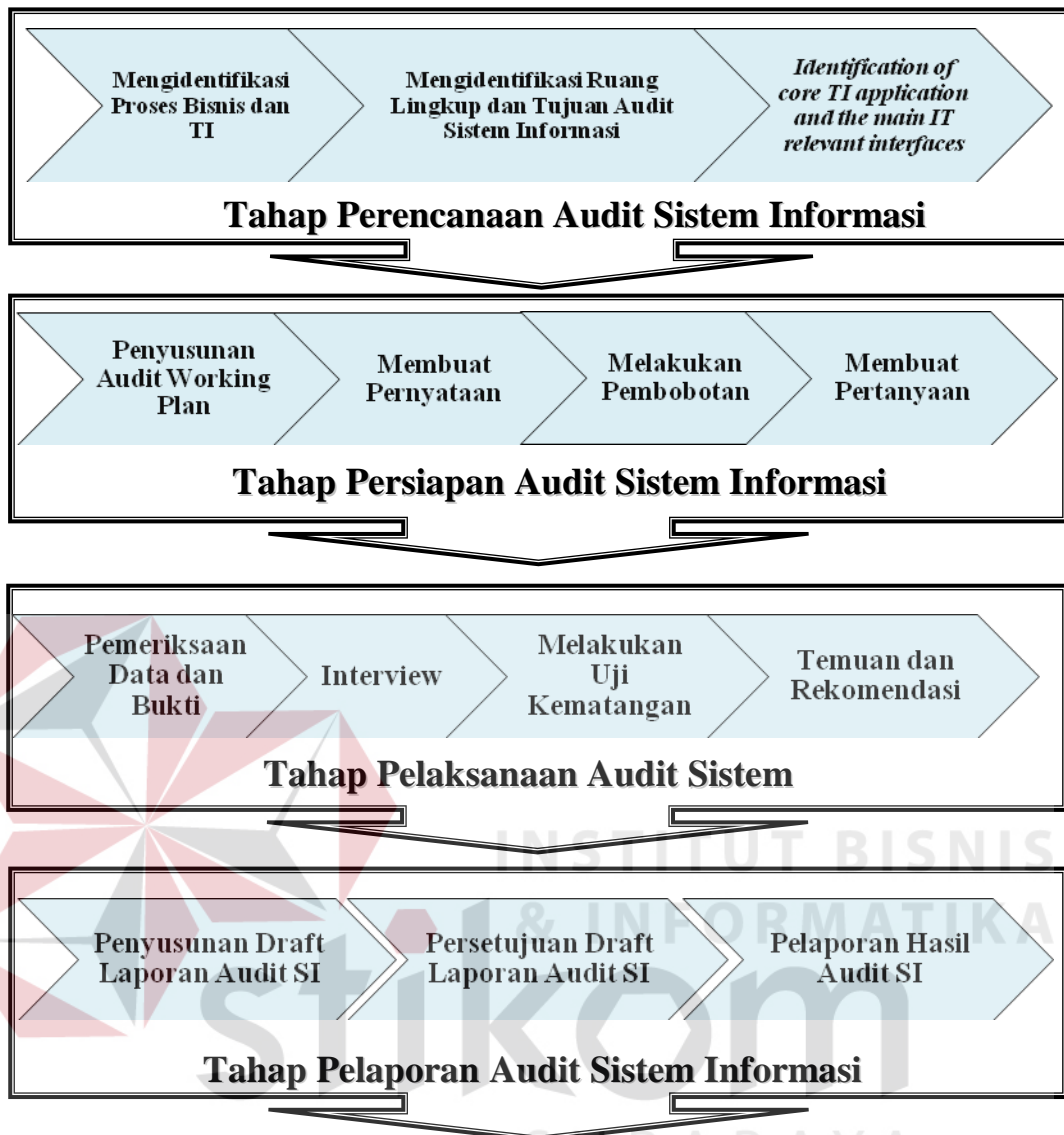 Mengidentifikasi
Proses Bisnis dan
TI
Mengidentifikasi Ruang
Lingkup dan Tujuan Audit
Sistem Informasi
Identification of
core TI application
and the main IT
relevant interfaces
Tahap Perencanaan Audit Sistem Informasi
Penyusunan
Audit Working
Plan
Membuat
Pernyataan
Melakukan
Pembobotan
Membuat
Pertanyaan
Tahap Persiapan Audit Sistem Informasi
Pemeriksaan
Data dan
Bukti
Interview
Melakukan
Uji
Kematangan
Temuan dan
Rekomendasi
Tahap Pelaksanaan Audit Sistem
INSTITUT BISNIS
& INFORMATIKA
Penyusunan Draft
Laporan Audit SI
Persetujuan Draft
Laporan Audit SI
Pelaporan Hasil
Audit SI
stikom
Tahap Pelaporan Audit Sistem Informasi
SURABAYA